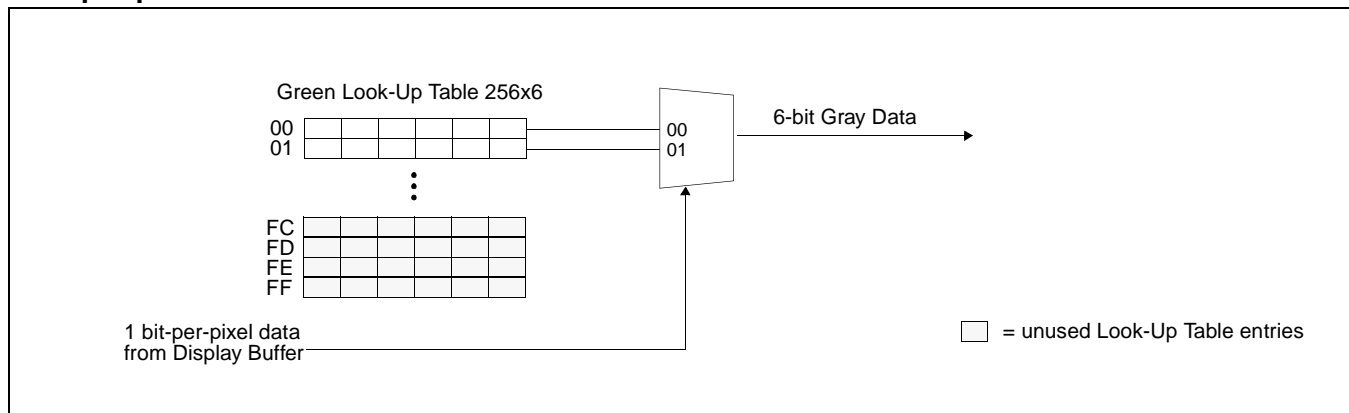 Green Look-Up Table 256x6
00
01
00
01
6-bit Gray Data
FC
FD
FE
FF
1 bit-per-pixel data
from Display Buffer
= unused Look-Up Table entries